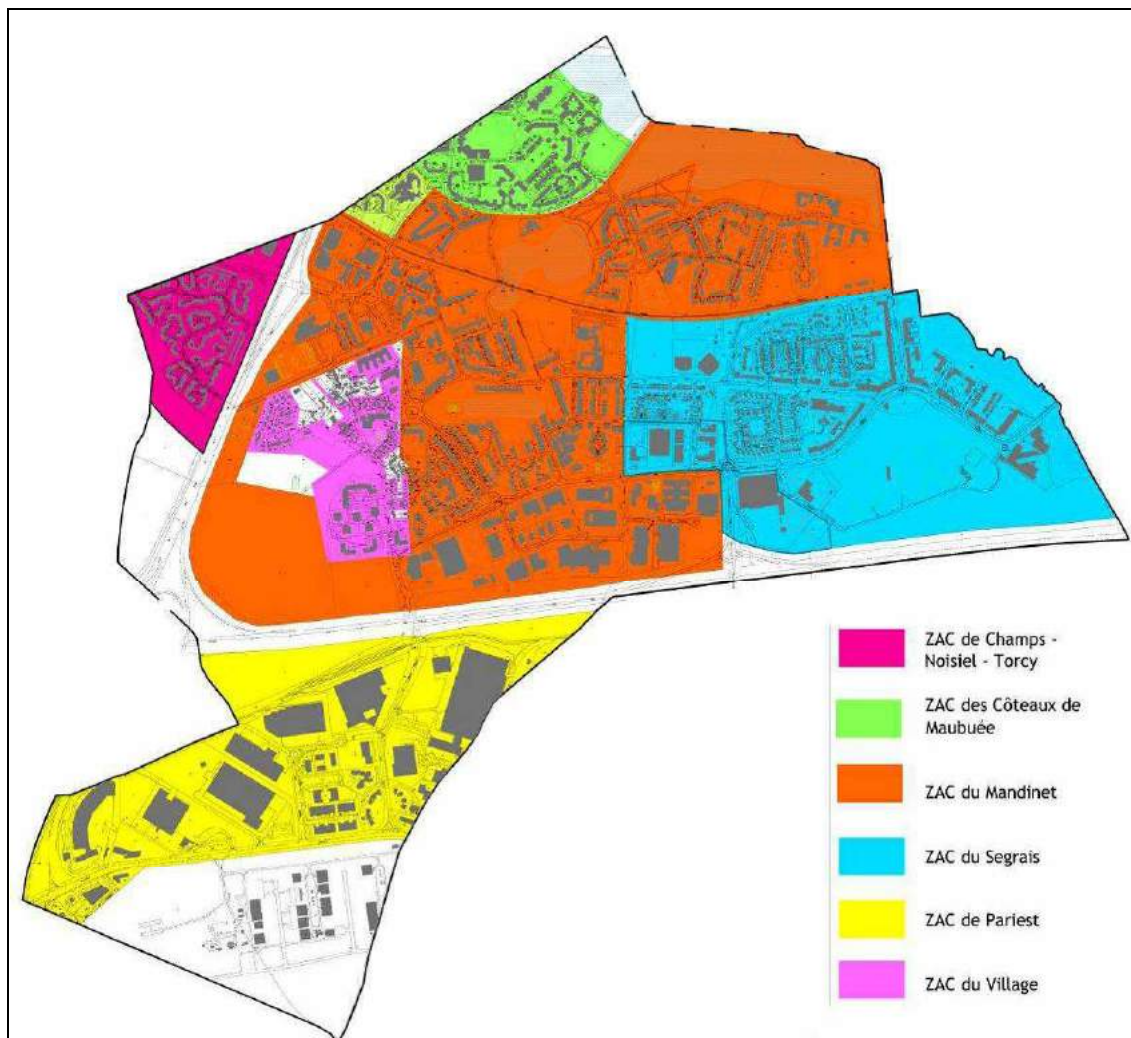 ZAC de Champs -
Noisiel - Torcy
ZAC des Côteaux de
Maubuée
ZAC du Mandinet
ZAC du Segrais
ZAC de Pariest
ZAC du Village